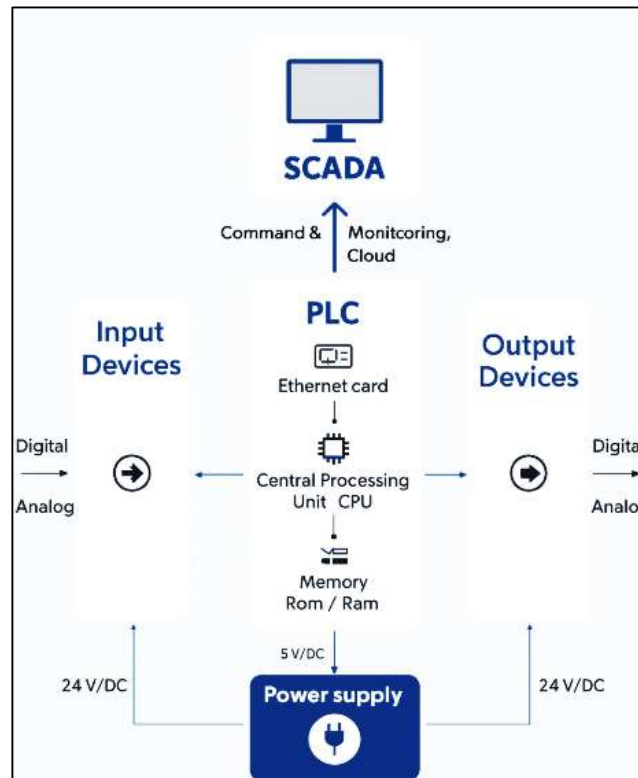 SCADA
Command & Monitcoring,
Cloud
PLC
Input
Devices
Output
Devices
Ethernet card
Digital
Analog
Central Processing
Unit CPU
Digita
Analo
Memory
Rom / Ram
5 V/DC
24 V/DC
24 V/DC
Power supply